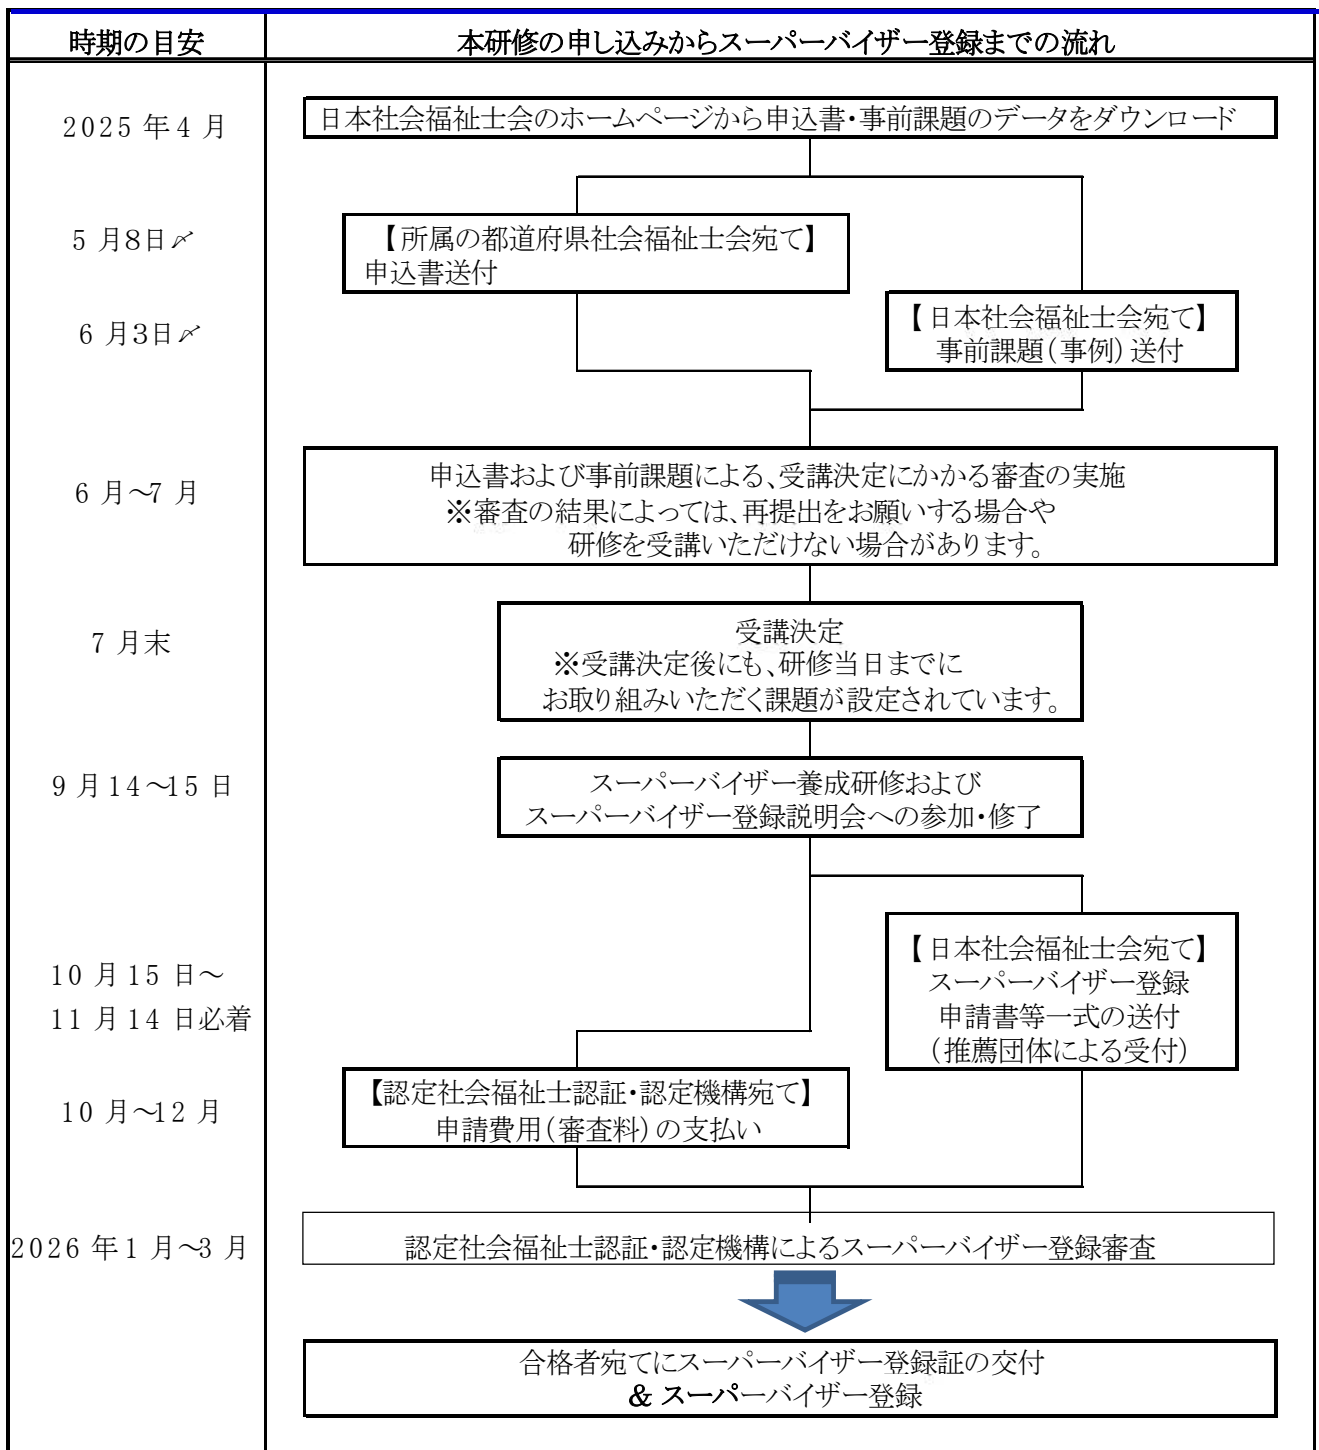 時期の目安
本研修の申し込みからスーパーバイザー登録までの流れ
2025年4月
日本社会福祉士会のホームページから申込書・事前課題のデータをダウンロード
5月8日〆
【所属の都道府県社会福祉士会宛て】
申込書送付
6月3日〆
【日本社会福祉士会宛て】
事前課題(事例)送付
6月~7月
申込書および事前課題による、受講決定にかかる審査の実施
※審査の結果によっては、再提出をお願いする場合や
研修を受講いただけない場合があります。
7月末
受講決定
※受講決定後にも、研修当日までに
お取り組みいただく課題が設定されています。
9月14~15日
スーパーバイザー養成研修および
スーパーバイザー登録説明会への参加・修了
10月15日~
11月14日必着
【日本社会福祉士会宛て】
スーパーバイザー登録
申請書等一式の送付
(推薦団体による受付)
10月~12月
【認定社会福祉士認証・認定機構宛て】
申請費用(審査料)の支払い
2026年1月~3月
認定社会福祉士認証・認定機構によるスーパーバイザー登録審査
合格者宛てにスーパーバイザー登録証の交付
& スーパーバイザー登録